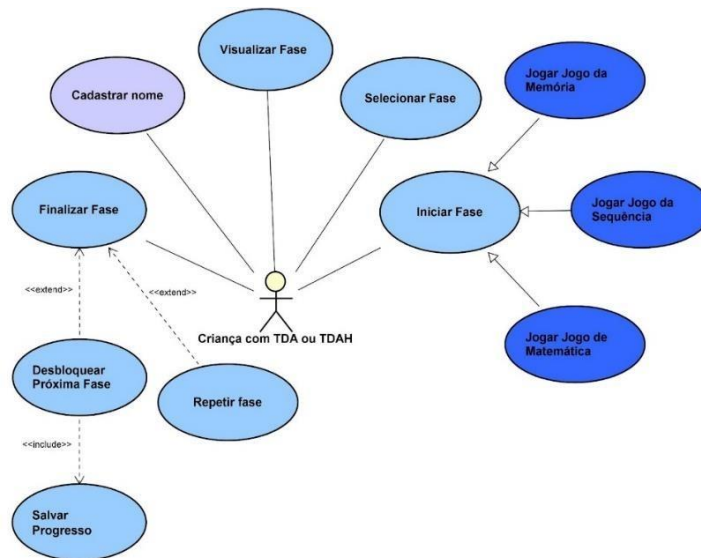 Visualizar Fase
Cadastrar nome
Selecionar Fase
Jogar Jogo da
Memória
Finalizar Fase
Iniciar Fase
Jogar Jogo da
Sequência
<<extend>>
<<extend>>
Criança com TDA ou TDAH
Jogar Jogo de
Matemática
Desbloquear
Próxima Fase
Repetir fase
<<include>>
Salvar
Progresso